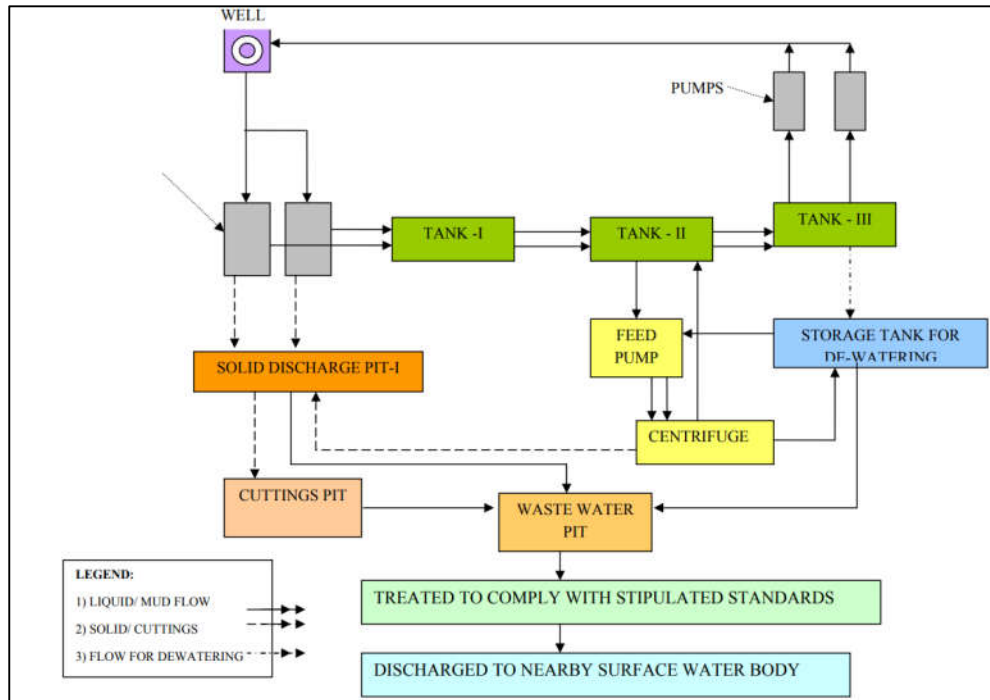 WELL
PUMPS
TANK -I
TANK - II
TANK - III
FEED
PUMP
STORAGE TANK FOR
DE-WATERING
SOLID DISCHARGE PIT-I
CENTRIFUGE
CUTTINGS PIT
WASTE WATER
PIT
LEGEND:
1) LIQUID/ MUD FLOW
2) SOLID/ CUTTINGS
3) FLOW FOR DEWATERING
TREATED TO COMPLY WITH STIPULATED STANDARDS
DISCHARGED TO NEARBY SURFACE WATER BODY